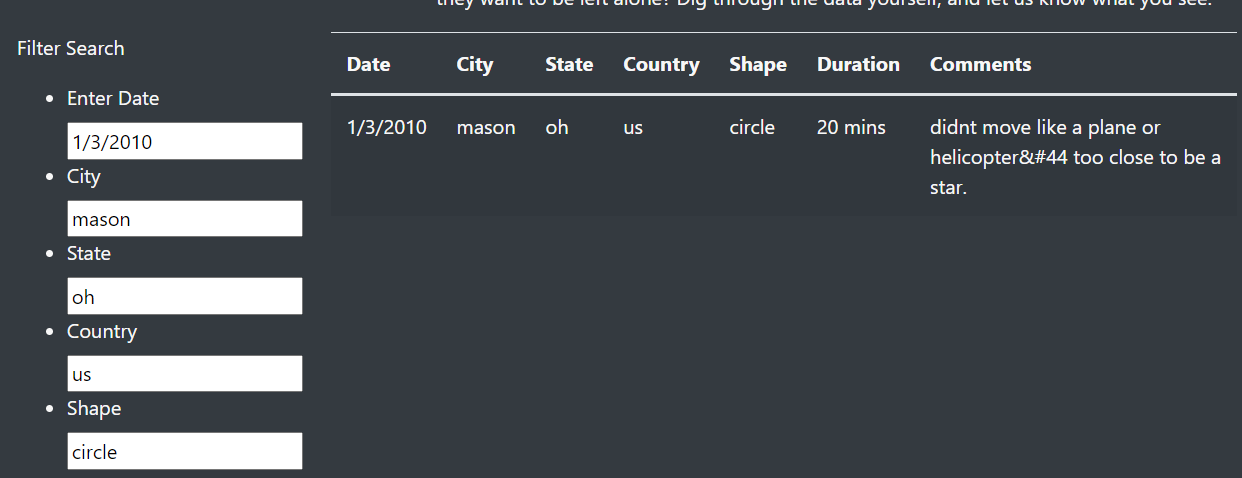 they want to be left alone? Dig through the data yourself, and let us know what you see.
Filter Search
Enter Date
1/3/2010
City
mason
State
oh
Country
us
Shape
circle
Date City State Country Shape Duration Comments
1/3/2010 mason oh us circle 20 mins didnt move like a plane or
helicopter&#44 too close to be a
star.